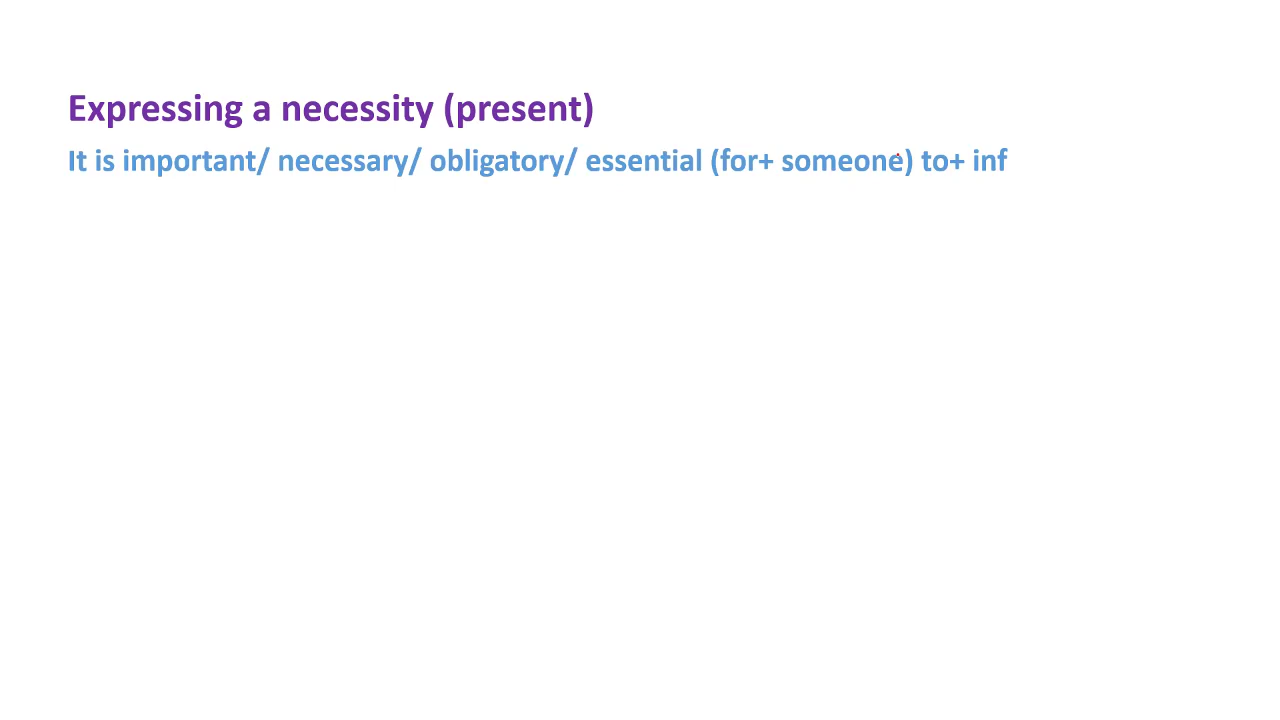 Expressing a necessity (present)
It is important/ necessary/ obligatory/ essential (for+ someone) to+ inf